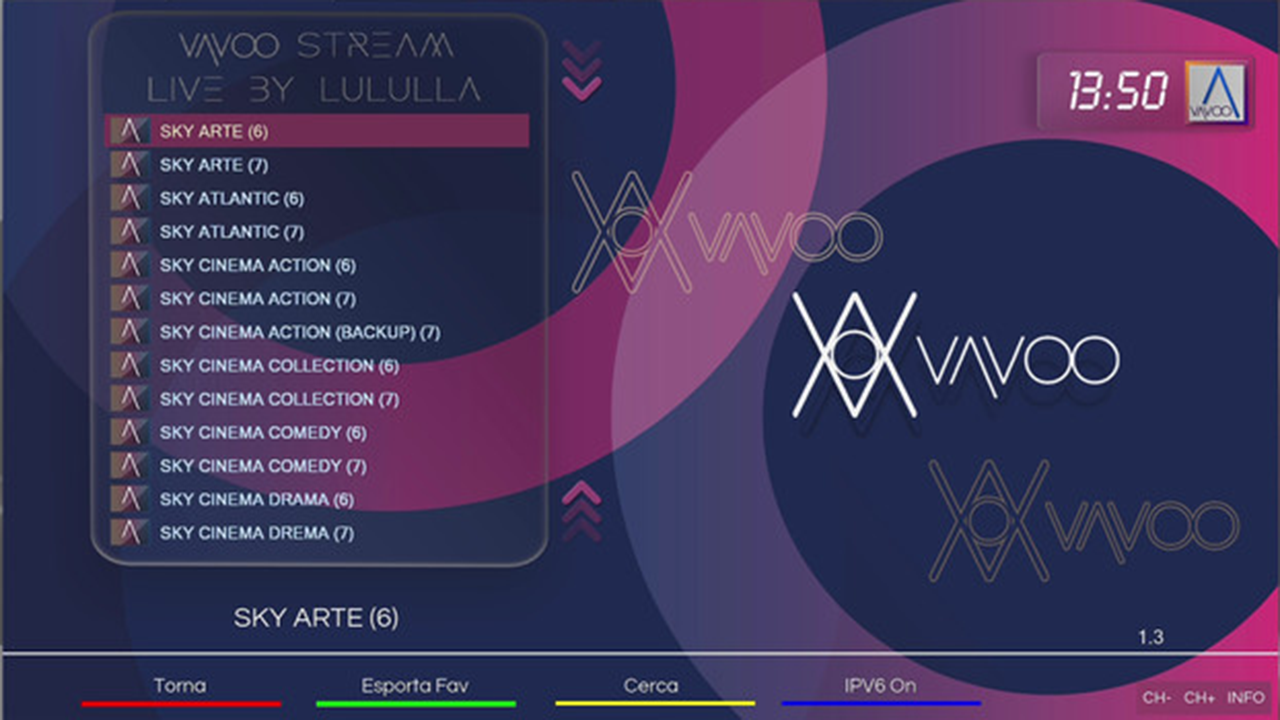 VAVOO STREAM
LIVE BY LULULLA
13:50
VAVOO
SKY ARTE (6)
SKY ARTE (7)
SKY ATLANTIC (6)
SKY ATLANTIC (7)
SKY CINEMA ACTION (6)
SKY CINEMA ACTION (7)
SKY CINEMA ACTION (BACKUP) (7)
SKY CINEMA COLLECTION (6)
SKY CINEMA COLLECTION (7)
SKY CINEMA COMEDY (6)
SKY CINEMA COMEDY (7)
SKY CINEMA DRAMA (6)
SKY CINEMA DREMA (7)
VAVOO
VAVOO
VAVOO
SKY ARTE (6)
1.3
Torna
Esporta Fav
Cerca
IPV6 On
CH- CH+ INFO